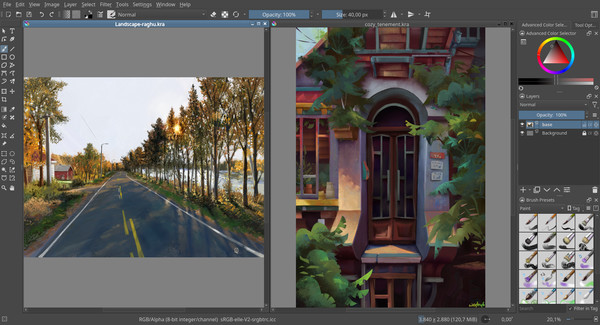 File Edit View Image Layer Select Filter Tools Settings Window Help
Normal
Opacity: 100%
Size: 40.00 px
Landscape-raghu.kra
cozy_tenement.kra
Advanced Color Sele...
Tool Opt...
Advanced Color Selector
Layers
Normal
Opacity: 100%
base
Background
Brush Presets
Paint
Tag
Search
Filter in Tag
RGB/Alpha (8-bit integer/channel) sRGB-elle-V2-srgbtrc.icc
3,840 x 2,880 (120.7 MiB)
0.00°
20.1%